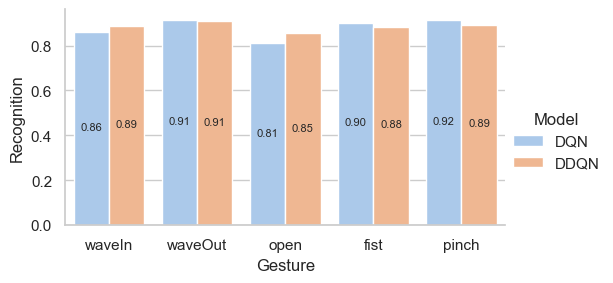 Recognition
0.8
0.6
0.4
0.2
0.0
0.86 0.89 0.91 0.91 0.81 0.85 0.90 0.88 0.92 0.89
waveIn waveOut open fist pinch
Gesture
Model
DQN
DDQN